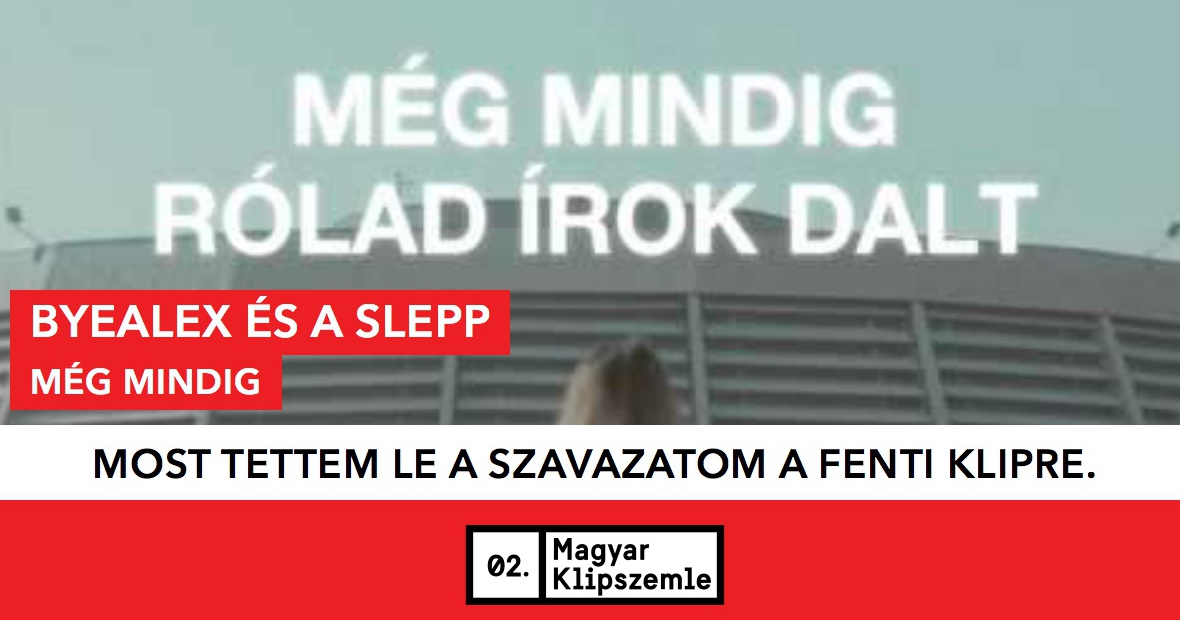 MÉG MINDIG
RÓLAD ÍROK DALT
BYEALEX ÉS A SLEPP
MÉG MINDIG
MOST TETTEM LE A SZAVAZATOM A FENTI KLIPRE.
02.
Magyar
Klipszemle